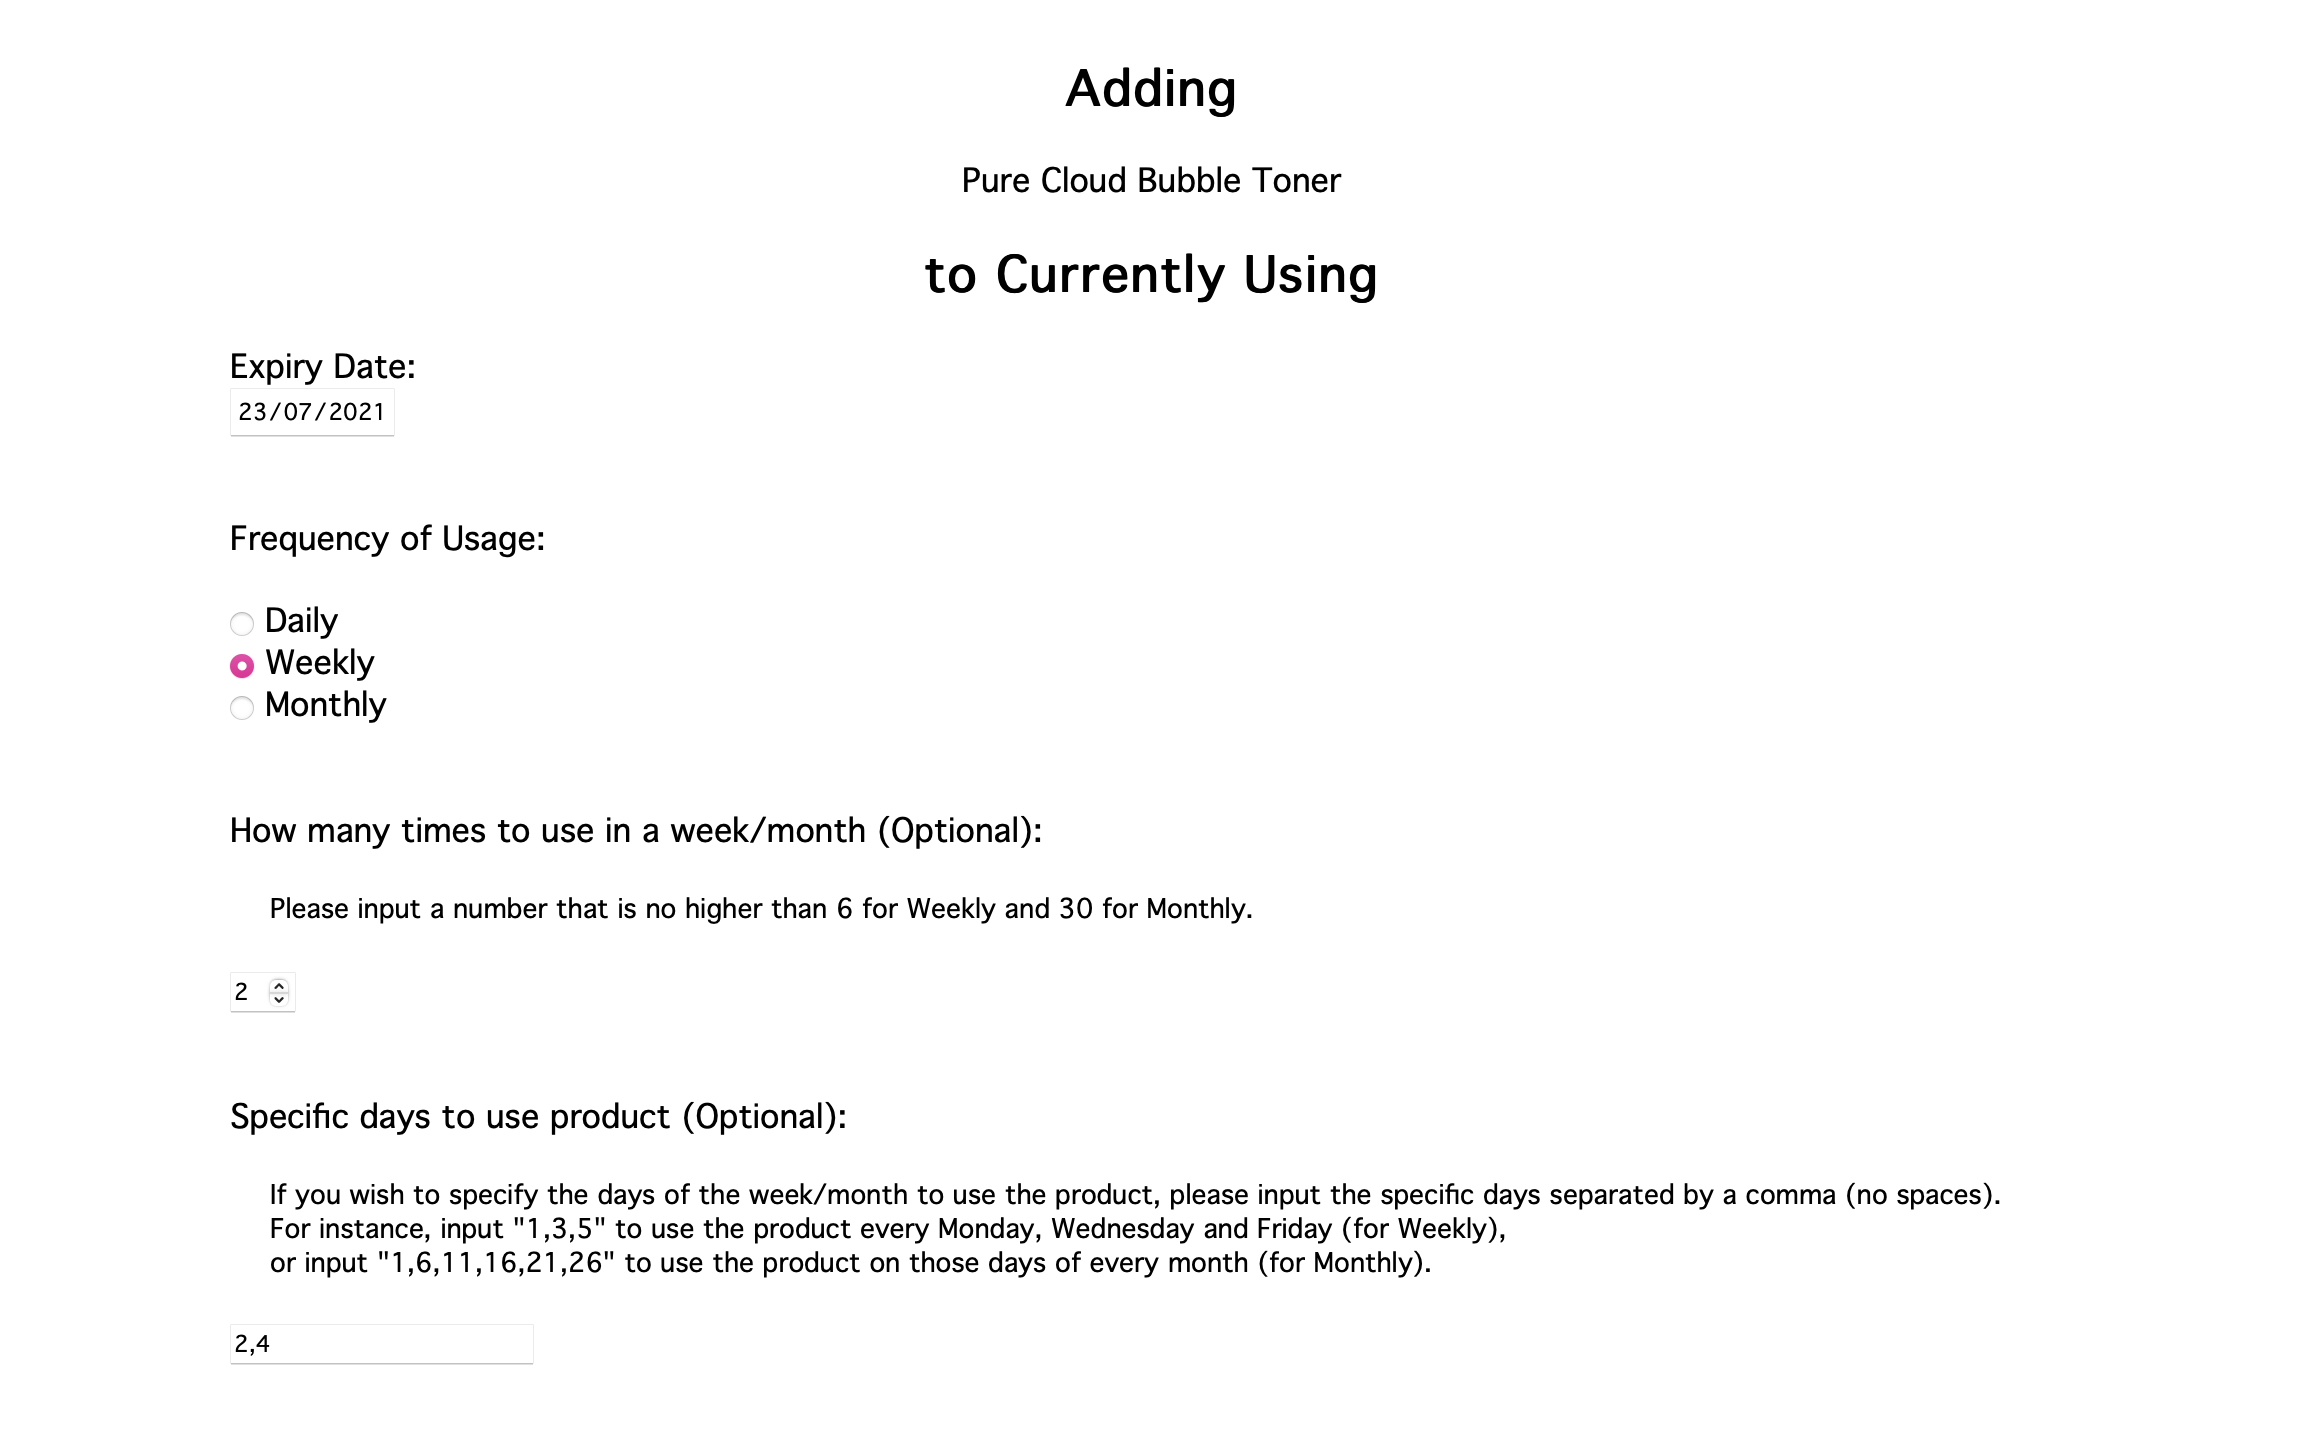 Adding
Pure Cloud Bubble Toner
to Currently Using
Expiry Date:
23/07/2021
Frequency of Usage:
Daily
Weekly
Monthly
How many times to use in a week/month (Optional):
Please input a number that is no higher than 6 for Weekly and 30 for Monthly.
2
Specific days to use product (Optional):
If you wish to specify the days of the week/month to use the product, please input the specific days separated by a comma (no spaces).
For instance, input "1,3,5" to use the product every Monday, Wednesday and Friday (for Weekly),
or input "1,6,11,16,21,26" to use the product on those days of every month (for Monthly).
2,4